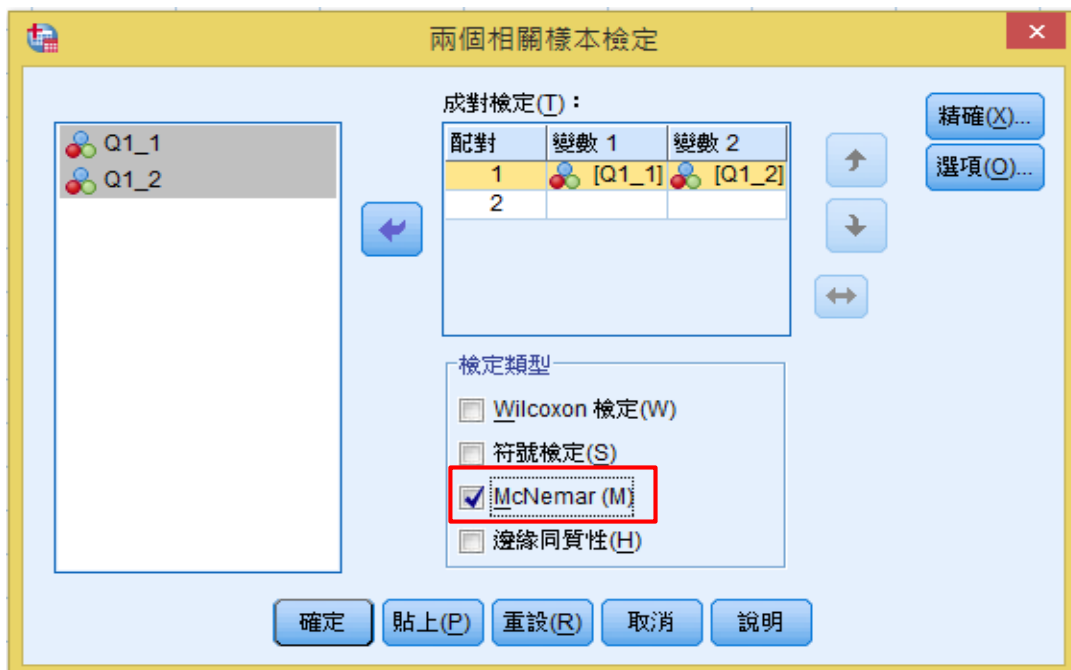 兩個相關樣本檢定
成對檢定(T)：
Q1_1
Q1_2
配對 變數 1 變數 2
1 [Q1_1] [Q1_2]
2
精確(X)...
選項(O)...
檢定類型
Wilcoxon 檢定(W)
符號檢定(S)
McNemar (M)
邊緣同質性(H)
確定 貼上(P) 重設(R) 取消 說明